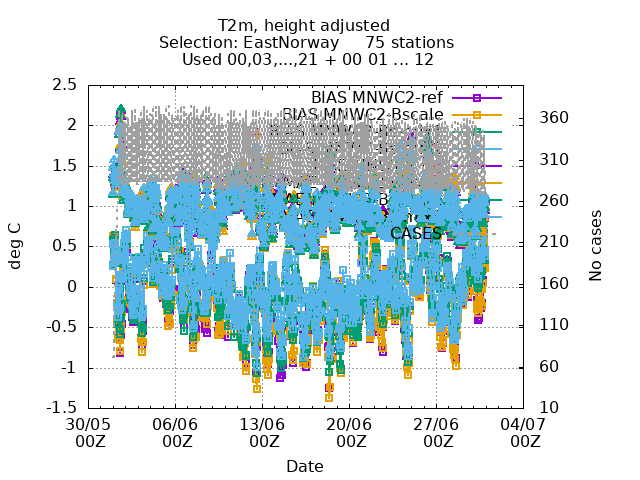 T2m, height adjusted
Selection: EastNorway 75 stations
Used 00,03,...,21 + 00 01 ... 12
BIAS MNWC2-ref
BIAS MNWC2-Bscale
CASES
2.5
2
1.5
1
0.5
0
-0.5
-1
-1.5
deg C
360
310
260
210
160
110
60
10
No cases
30/05 06/06 13/06 20/06 27/06 04/07
00Z 00Z 00Z 00Z 00Z 00Z
Date